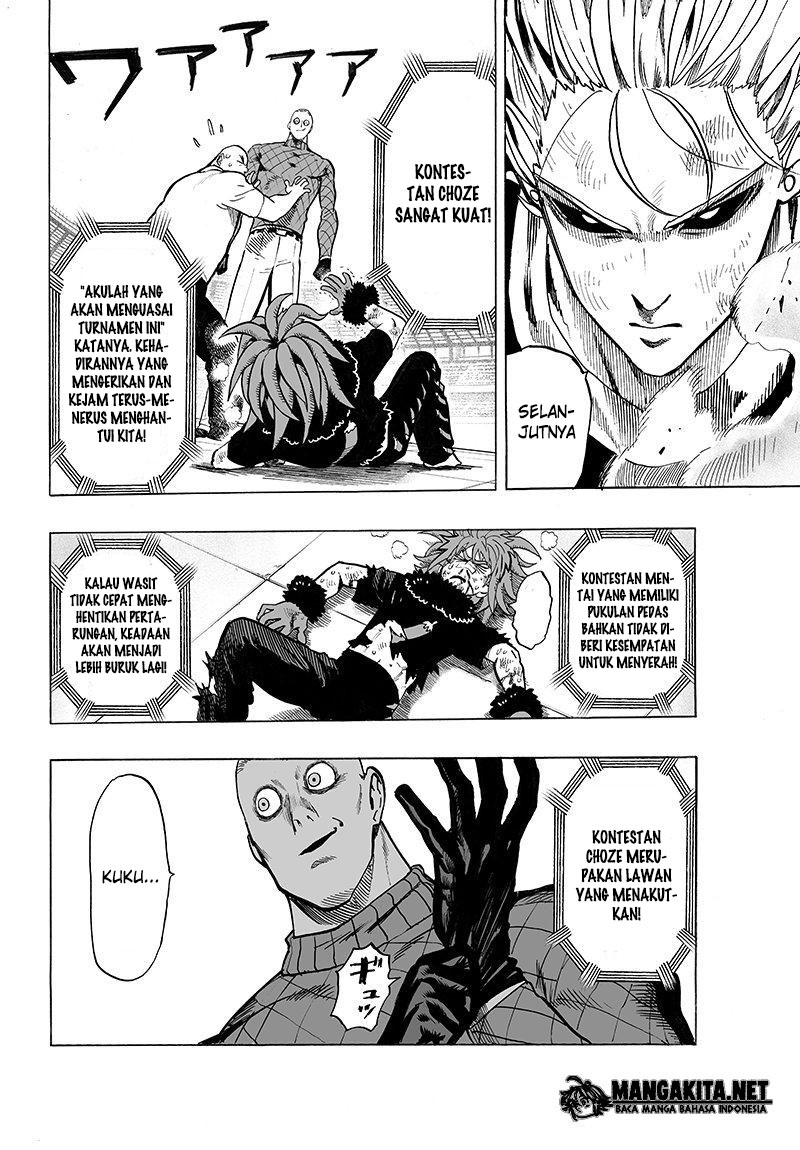 SELAN-
JUTNYA
ワァァァァ
KONTES-
TAN CHOZE
SANGAT KUAT!
"AKULAH YANG
AKAN MENGUASAI
TURNAMEN INI"
KATANYA. KEHA-
DIRANNYA YANG
MENGERIKAN DAN
KEJAM TERUS-ME-
NERUS MENGHAN-
TUI KITA!
KONTESTAN MEN-
TAI YANG MEMILIKI
PUKULAN PEDAS
BAHKAN TIDAK DI-
BERI KESEMPATAN
UNTUK MENYERAH!
KALAU WASIT
TIDAK CEPAT MENG-
HENTIKAN PERTA-
RUNGAN, KEADAAN
AKAN MENJADI
LEBIH BURUK LAGI!
KONTESTAN
CHOZE MERU-
PAKAN LAWAN
YANG MENAKUT-
KAN!
KUKU...
ギュッ
MANGAKITA.NET
BACA MANGA BAHASA INDONESIA